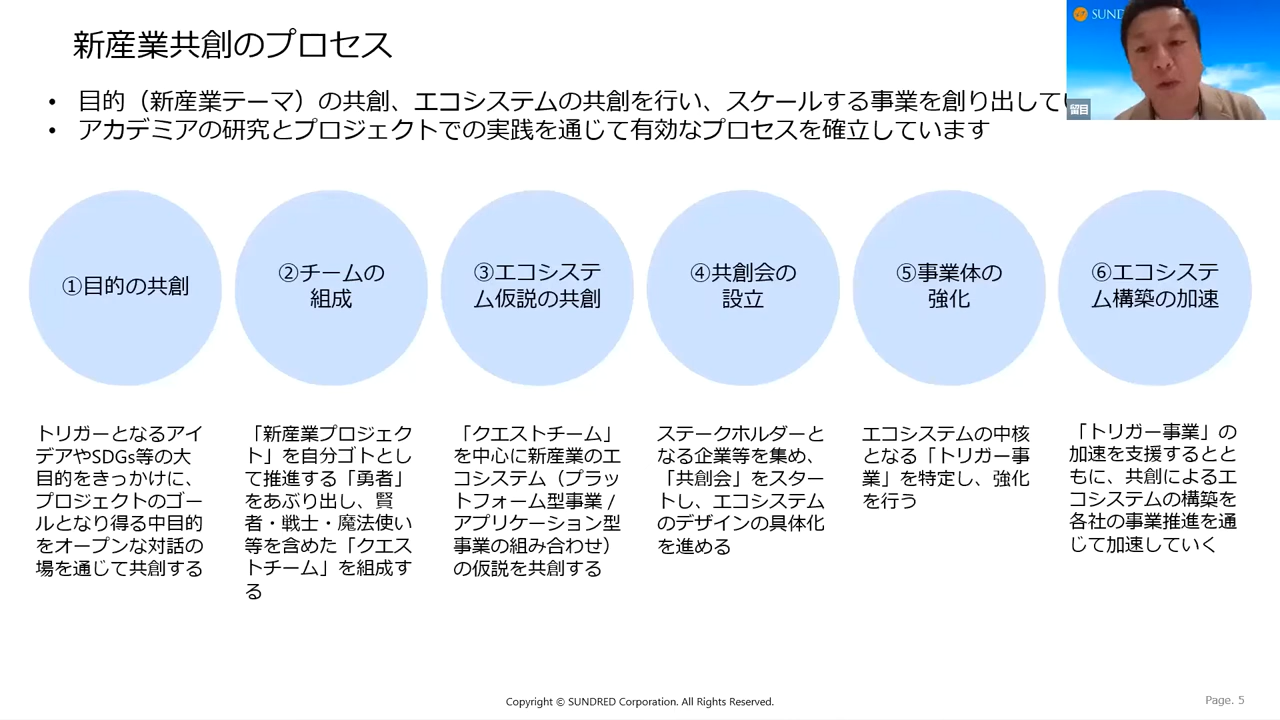 新産業共創のプロセス
SUND
留目
• 目的（新産業テーマ）の共創、エコシステムの共創を行い、スケールする事業を創り出してい
• アカデミアの研究とプロジェクトでの実践を通じて有効なプロセスを確立しています
①目的の共創
②チームの
組成
③エコシステ
ム仮説の共創
④共創会の
設立
⑤事業体の
強化
⑥エコシステ
ム構築の加速
トリガーとなるアイ
デアやSDGs等の大
目的をきっかけに、
プロジェクトのゴー
ルとなり得る中目的
をオープンな対話の
場を通じて共創する
「新産業プロジェク
ト」を自分ゴトとし
て推進する「勇者」
をあぶり出し、賢
者・戦士・魔法使い
等を含めた「クエス
トチーム」を組成す
る
「クエストチーム」
を中心に新産業のエ
コシステム（プラッ
トフォーム型事業 /
アプリケーション型
事業の組み合わせ）
の仮説を共創する
ステークホルダーと
なる企業等を集め、
「共創会」をスター
トし、エコシステム
のデザインの具体化
を進める
エコシステムの中核
となる「トリガー事
業」を特定し、強化
を行う
「トリガー事業」の
加速を支援するとと
もに、共創によるエ
コシステムの構築を
各社の事業推進を通
じて加速していく
Copyright © SUNDRED Corporation. All Rights Reserved.
Page. 5